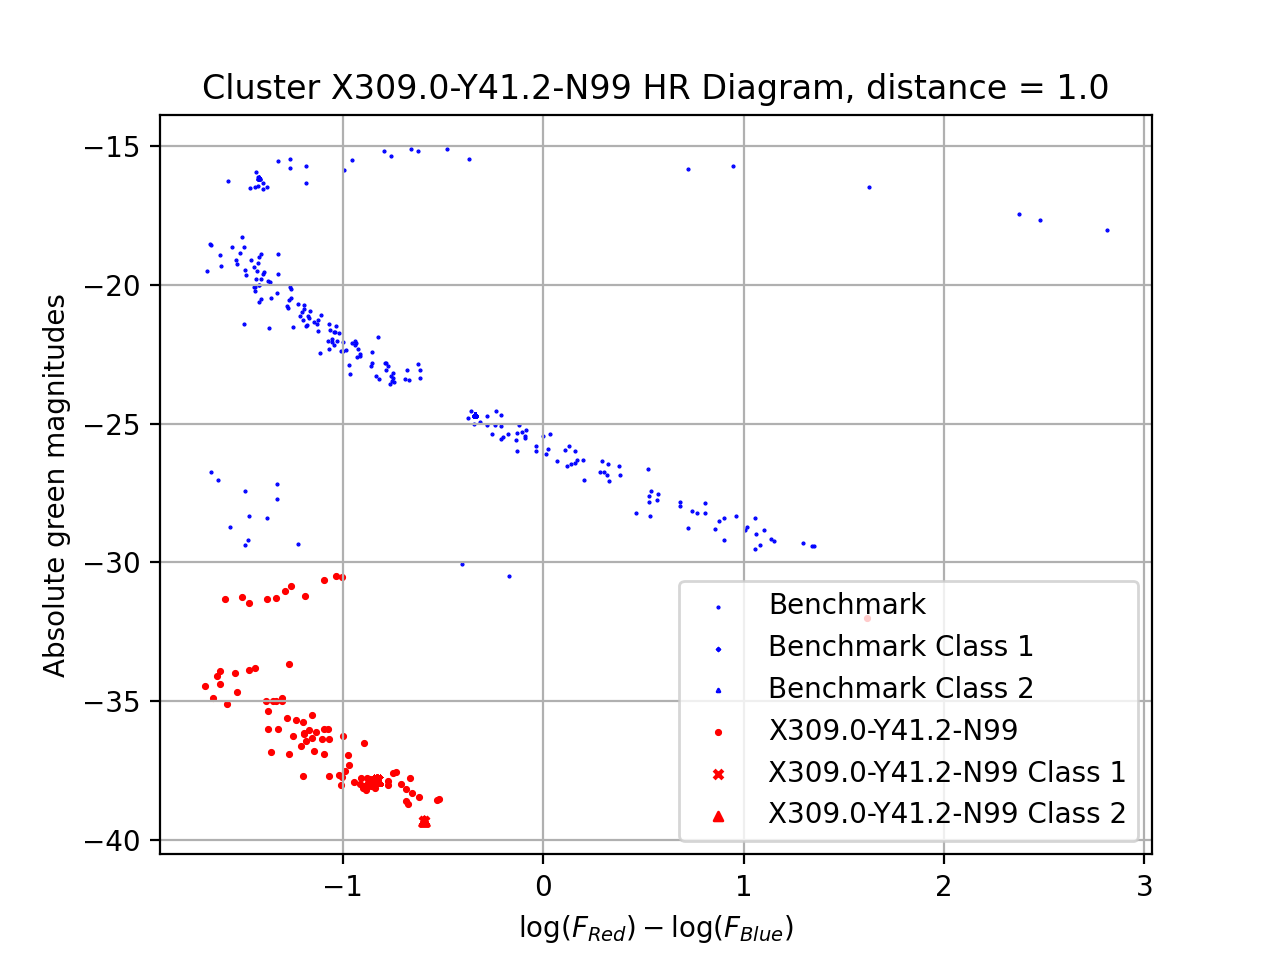 Cluster X309.0-Y41.2-N99 HR Diagram, distance = 1.0
Absolute green magnitudes
−15
−20
−25
−30
−35
−40
Benchmark
Benchmark Class 1
Benchmark Class 2
X309.0-Y41.2-N99
X309.0-Y41.2-N99 Class 1
X309.0-Y41.2-N99 Class 2
−1 0 1 2 3
log(F_Red) − log(F_Blue)